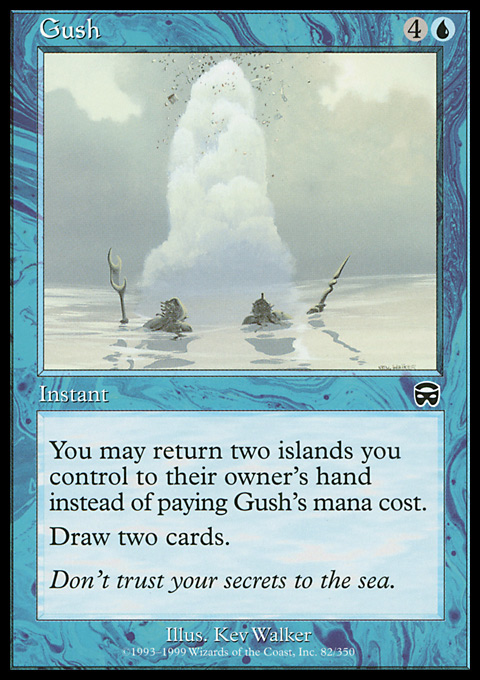 Gush 4
KEV WALKER
Instant
You may return two islands you
control to their owner's hand
instead of paying Gush's mana cost.
Draw two cards.
Don't trust your secrets to the sea.
Illus. Kev Walker
©1993-1999 Wizards of the Coast, Inc. 82/350